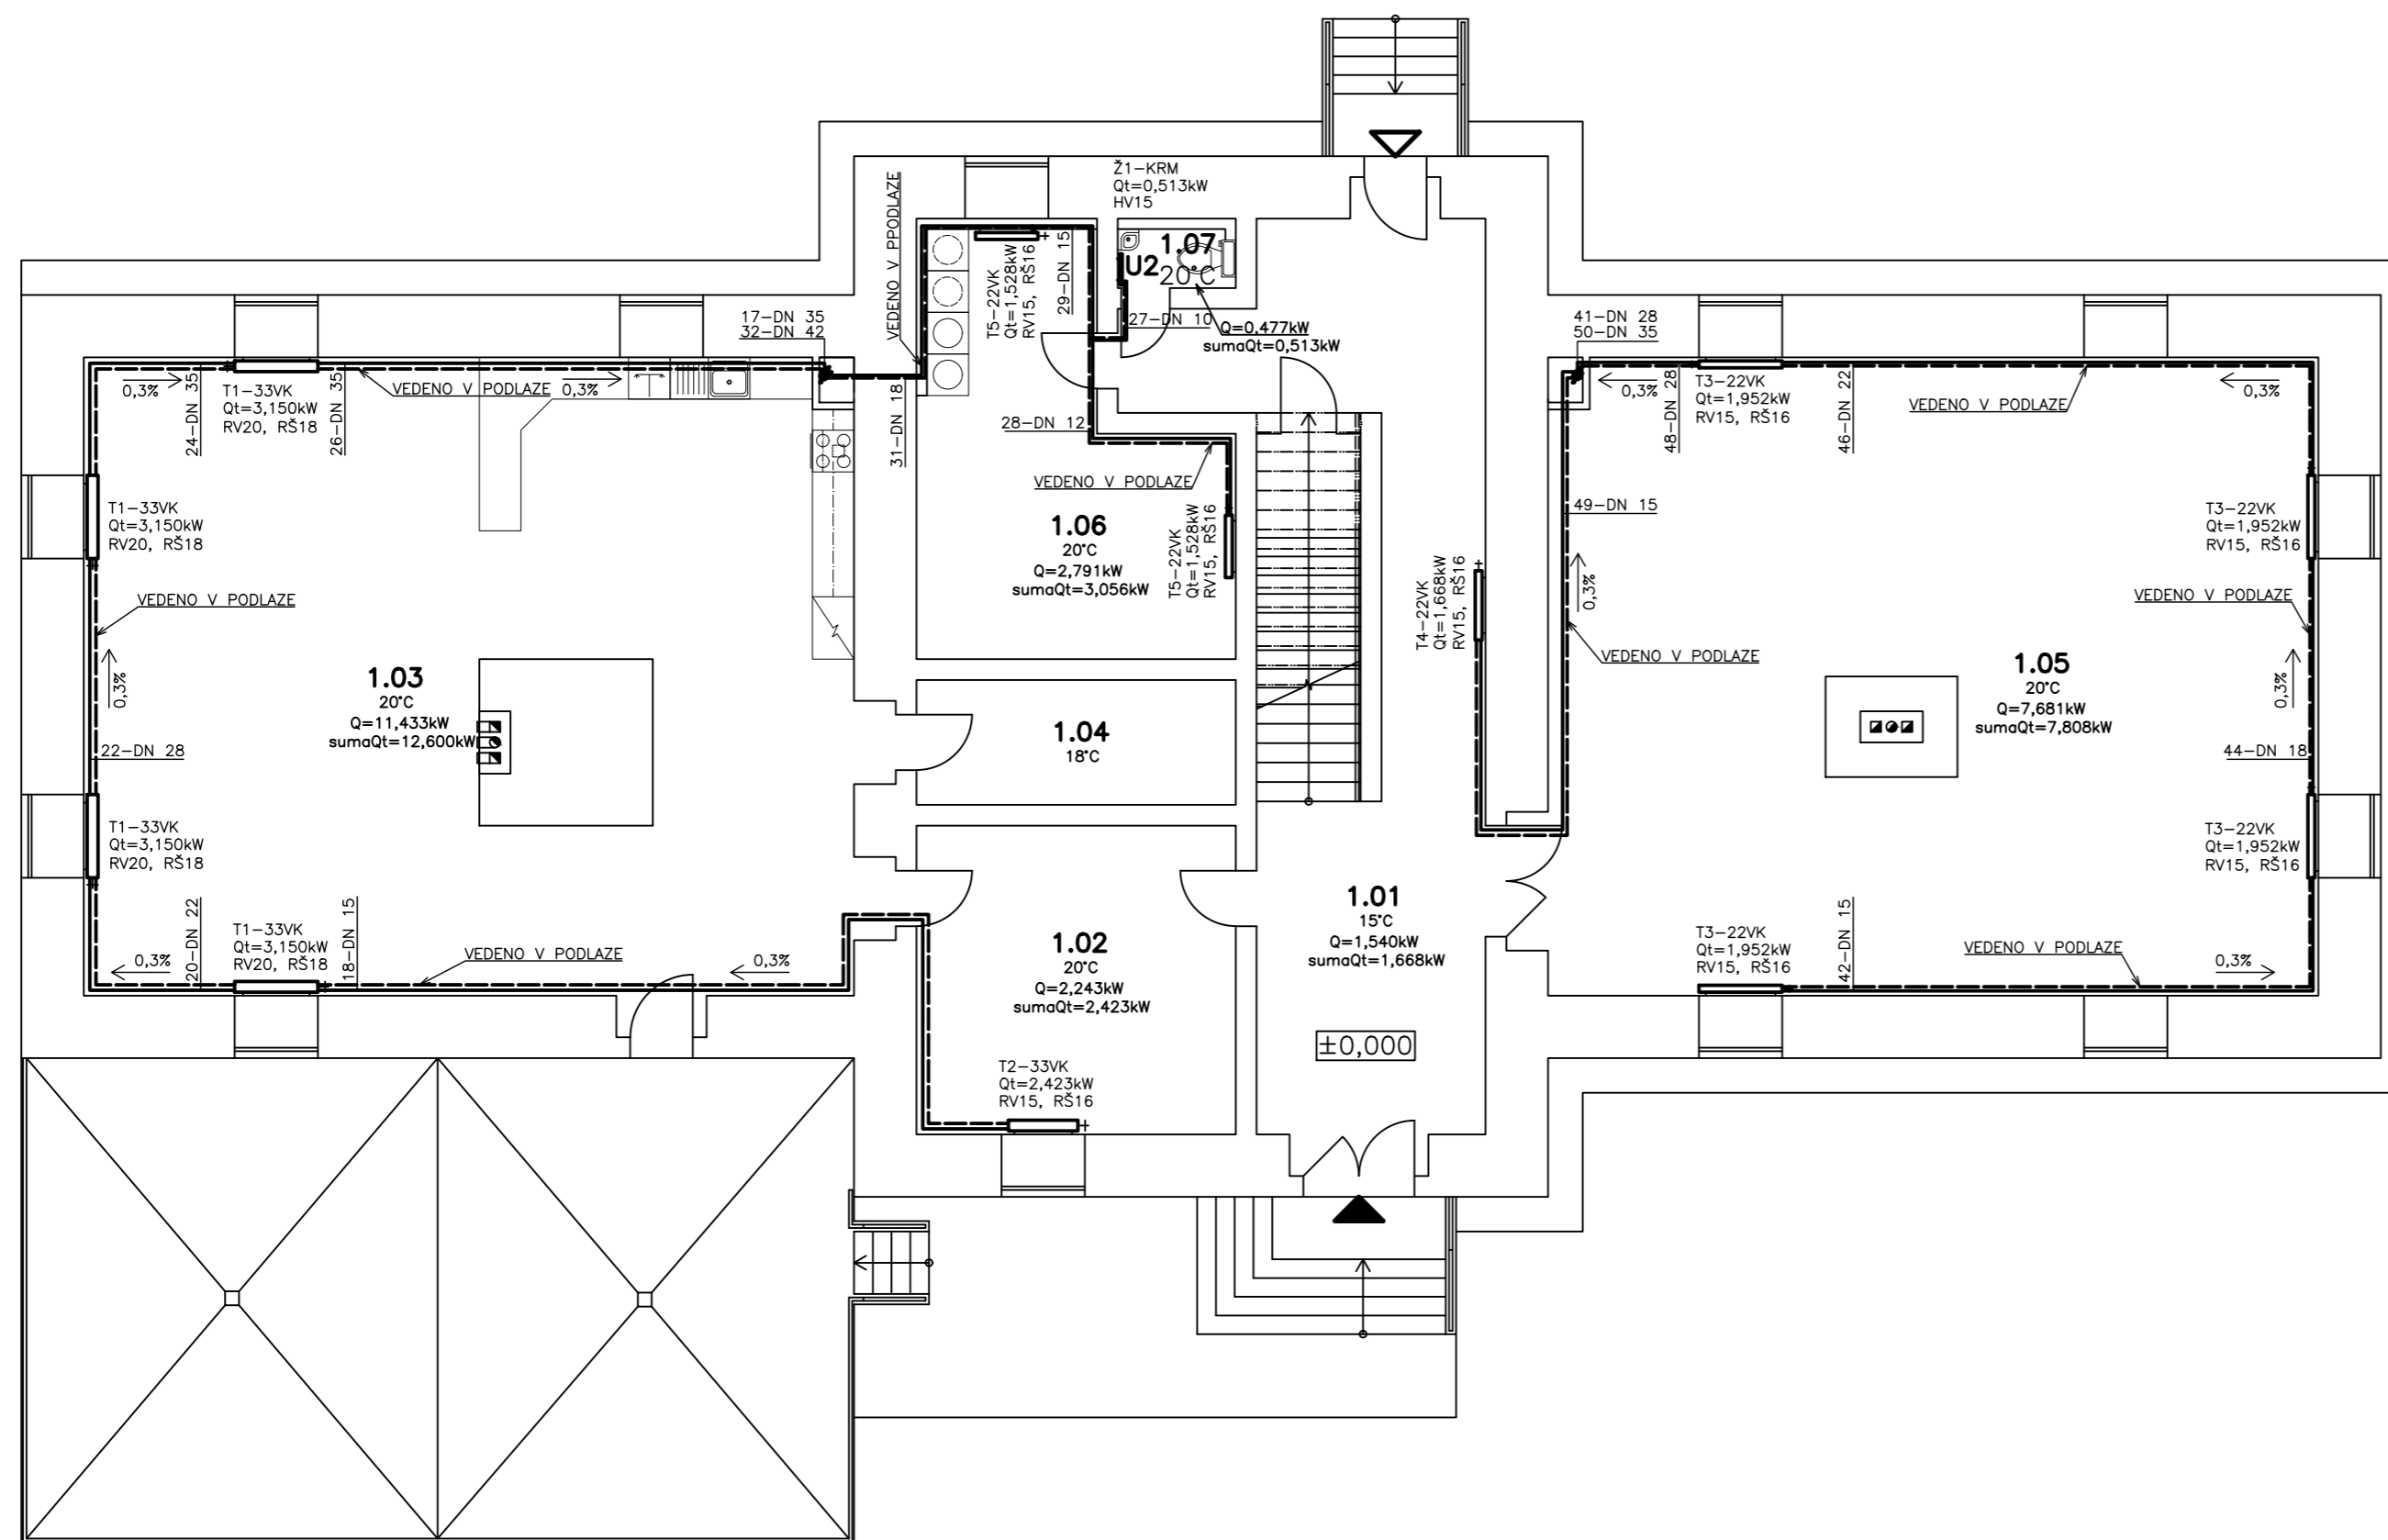 Ž1-KRM
Qt=0,513kW
HV15
VEDENO V PPODLAZE
T5-22VK
Qt=1,528kW
RV15, RŠ16
29-DN 15
U2
1.07
20°C
27-DN 10
Q=0,477kW
sumaQt=0,513kW
17-DN 35
32-DN 42
41-DN 28
50-DN 35
0,3%
24-DN 35
T1-33VK
Qt=3,150kW
RV20, RŠ18
26-DN 35
VEDENO V PODLAZE
0,3%
31-DN 18
28-DN 12
VEDENO V PODLAZE
0,3%
48-DN 28
T3-22VK
Qt=1,952kW
RV15, RŠ16
46-DN 22
VEDENO V PODLAZE
0,3%
T1-33VK
Qt=3,150kW
RV20, RŠ18
1.06
20°C
Q=2,791kW
sumaQt=3,056kW
T5-22VK
Qt=1,528kW
RV15, RŠ16
49-DN 15
T3-22VK
Qt=1,952kW
RV15, RŠ16
VEDENO V PODLAZE
T4-22VK
Qt=1,668kW
RV15, RŠ16
0,3%
VEDENO V PODLAZE
VEDENO V PODLAZE
0,3%
1.03
20°C
Q=11,433kW
sumaQt=12,600kW
1.04
18°C
1.05
20°C
Q=7,681kW
sumaQt=7,808kW
0,3%
22-DN 28
44-DN 18
T1-33VK
Qt=3,150kW
RV20, RŠ18
T3-22VK
Qt=1,952kW
RV15, RŠ16
0,3%
20-DN 22
T1-33VK
Qt=3,150kW
RV20, RŠ18
18-DN 15
VEDENO V PODLAZE
0,3%
1.02
20°C
Q=2,243kW
sumaQt=2,423kW
1.01
15°C
Q=1,540kW
sumaQt=1,668kW
T3-22VK
Qt=1,952kW
RV15, RŠ16
42-DN 15
VEDENO V PODLAZE
0,3%
±0,000
T2-33VK
Qt=2,423kW
RV15, RŠ16